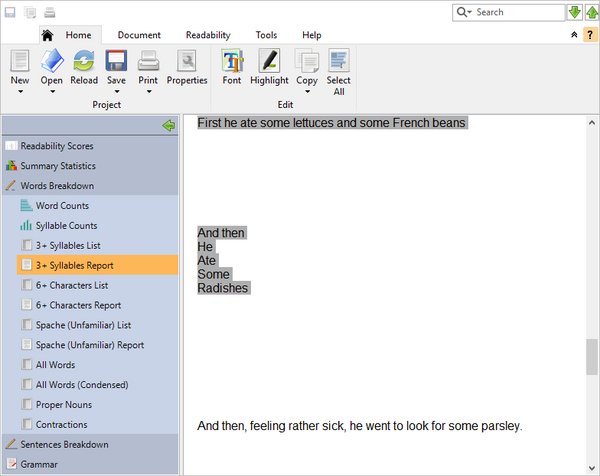 Search
Home Document Readability Tools Help
?
New Open Reload Save Print Properties Font Highlight Copy Select All
Project Edit
Readability Scores
Summary Statistics
Words Breakdown
Word Counts
Syllable Counts
3+ Syllables List
3+ Syllables Report
6+ Characters List
6+ Characters Report
Spache (Unfamiliar) List
Spache (Unfamiliar) Report
All Words
All Words (Condensed)
Proper Nouns
Contractions
Sentences Breakdown
Grammar
First he ate some lettuces and some French beans
And then
He
Ate
Some
Radishes
And then, feeling rather sick, he went to look for some parsley.